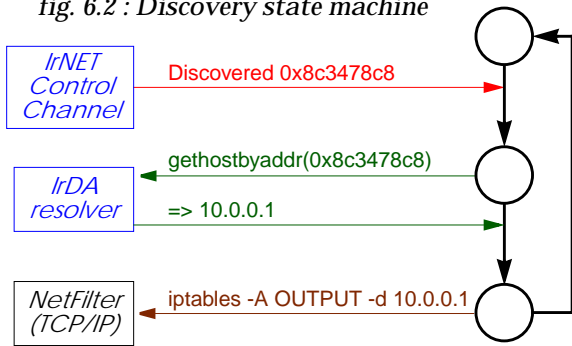 fig. 6.2 : Discovery state machine
IrNET
Control
Channel
Discovered 0x8c3478c8
gethostbyaddr(0x8c3478c8)
IrDA
resolver
=> 10.0.0.1
NetFilter
(TCP/IP)
iptables -A OUTPUT -d 10.0.0.1